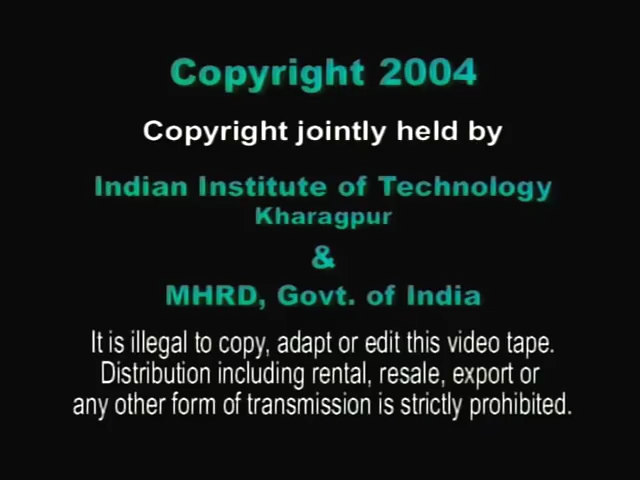 Copyright 2004
Copyright jointly held by
Indian Institute of Technology
Kharagpur
&
MHRD, Govt. of India
It is illegal to copy, adapt or edit this video tape.
Distribution including rental, resale, export or
any other form of transmission is strictly prohibited.